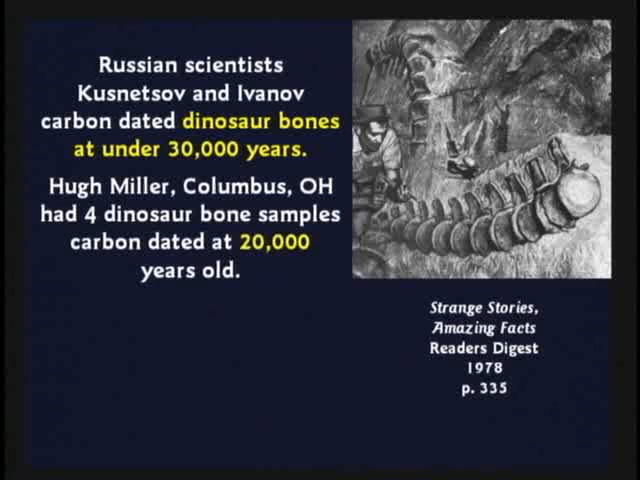 Russian scientists
Kusnetsov and Ivanov
carbon dated dinosaur bones
at under 30,000 years.
Hugh Miller, Columbus, OH
had 4 dinosaur bone samples
carbon dated at 20,000
years old.
Strange Stories,
Amazing Facts
Readers Digest
1978
p. 335